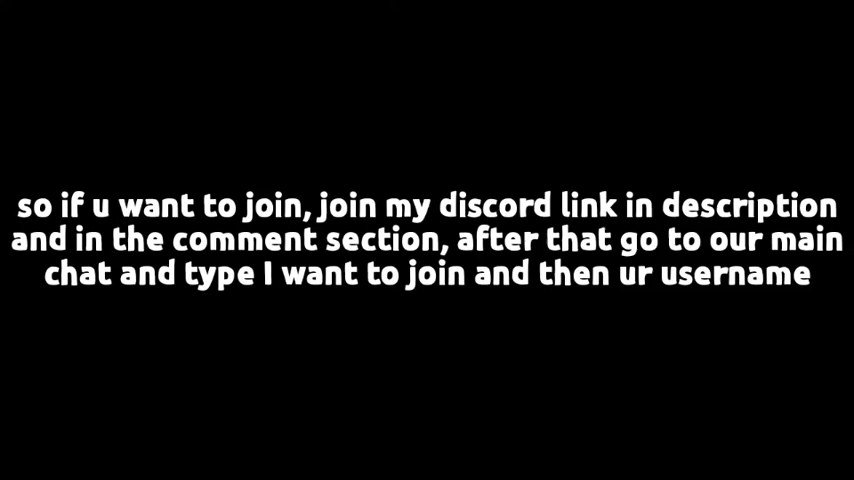 so if u want to join, join my discord link in description
and in the comment section, after that go to our main
chat and type I want to join and then ur username